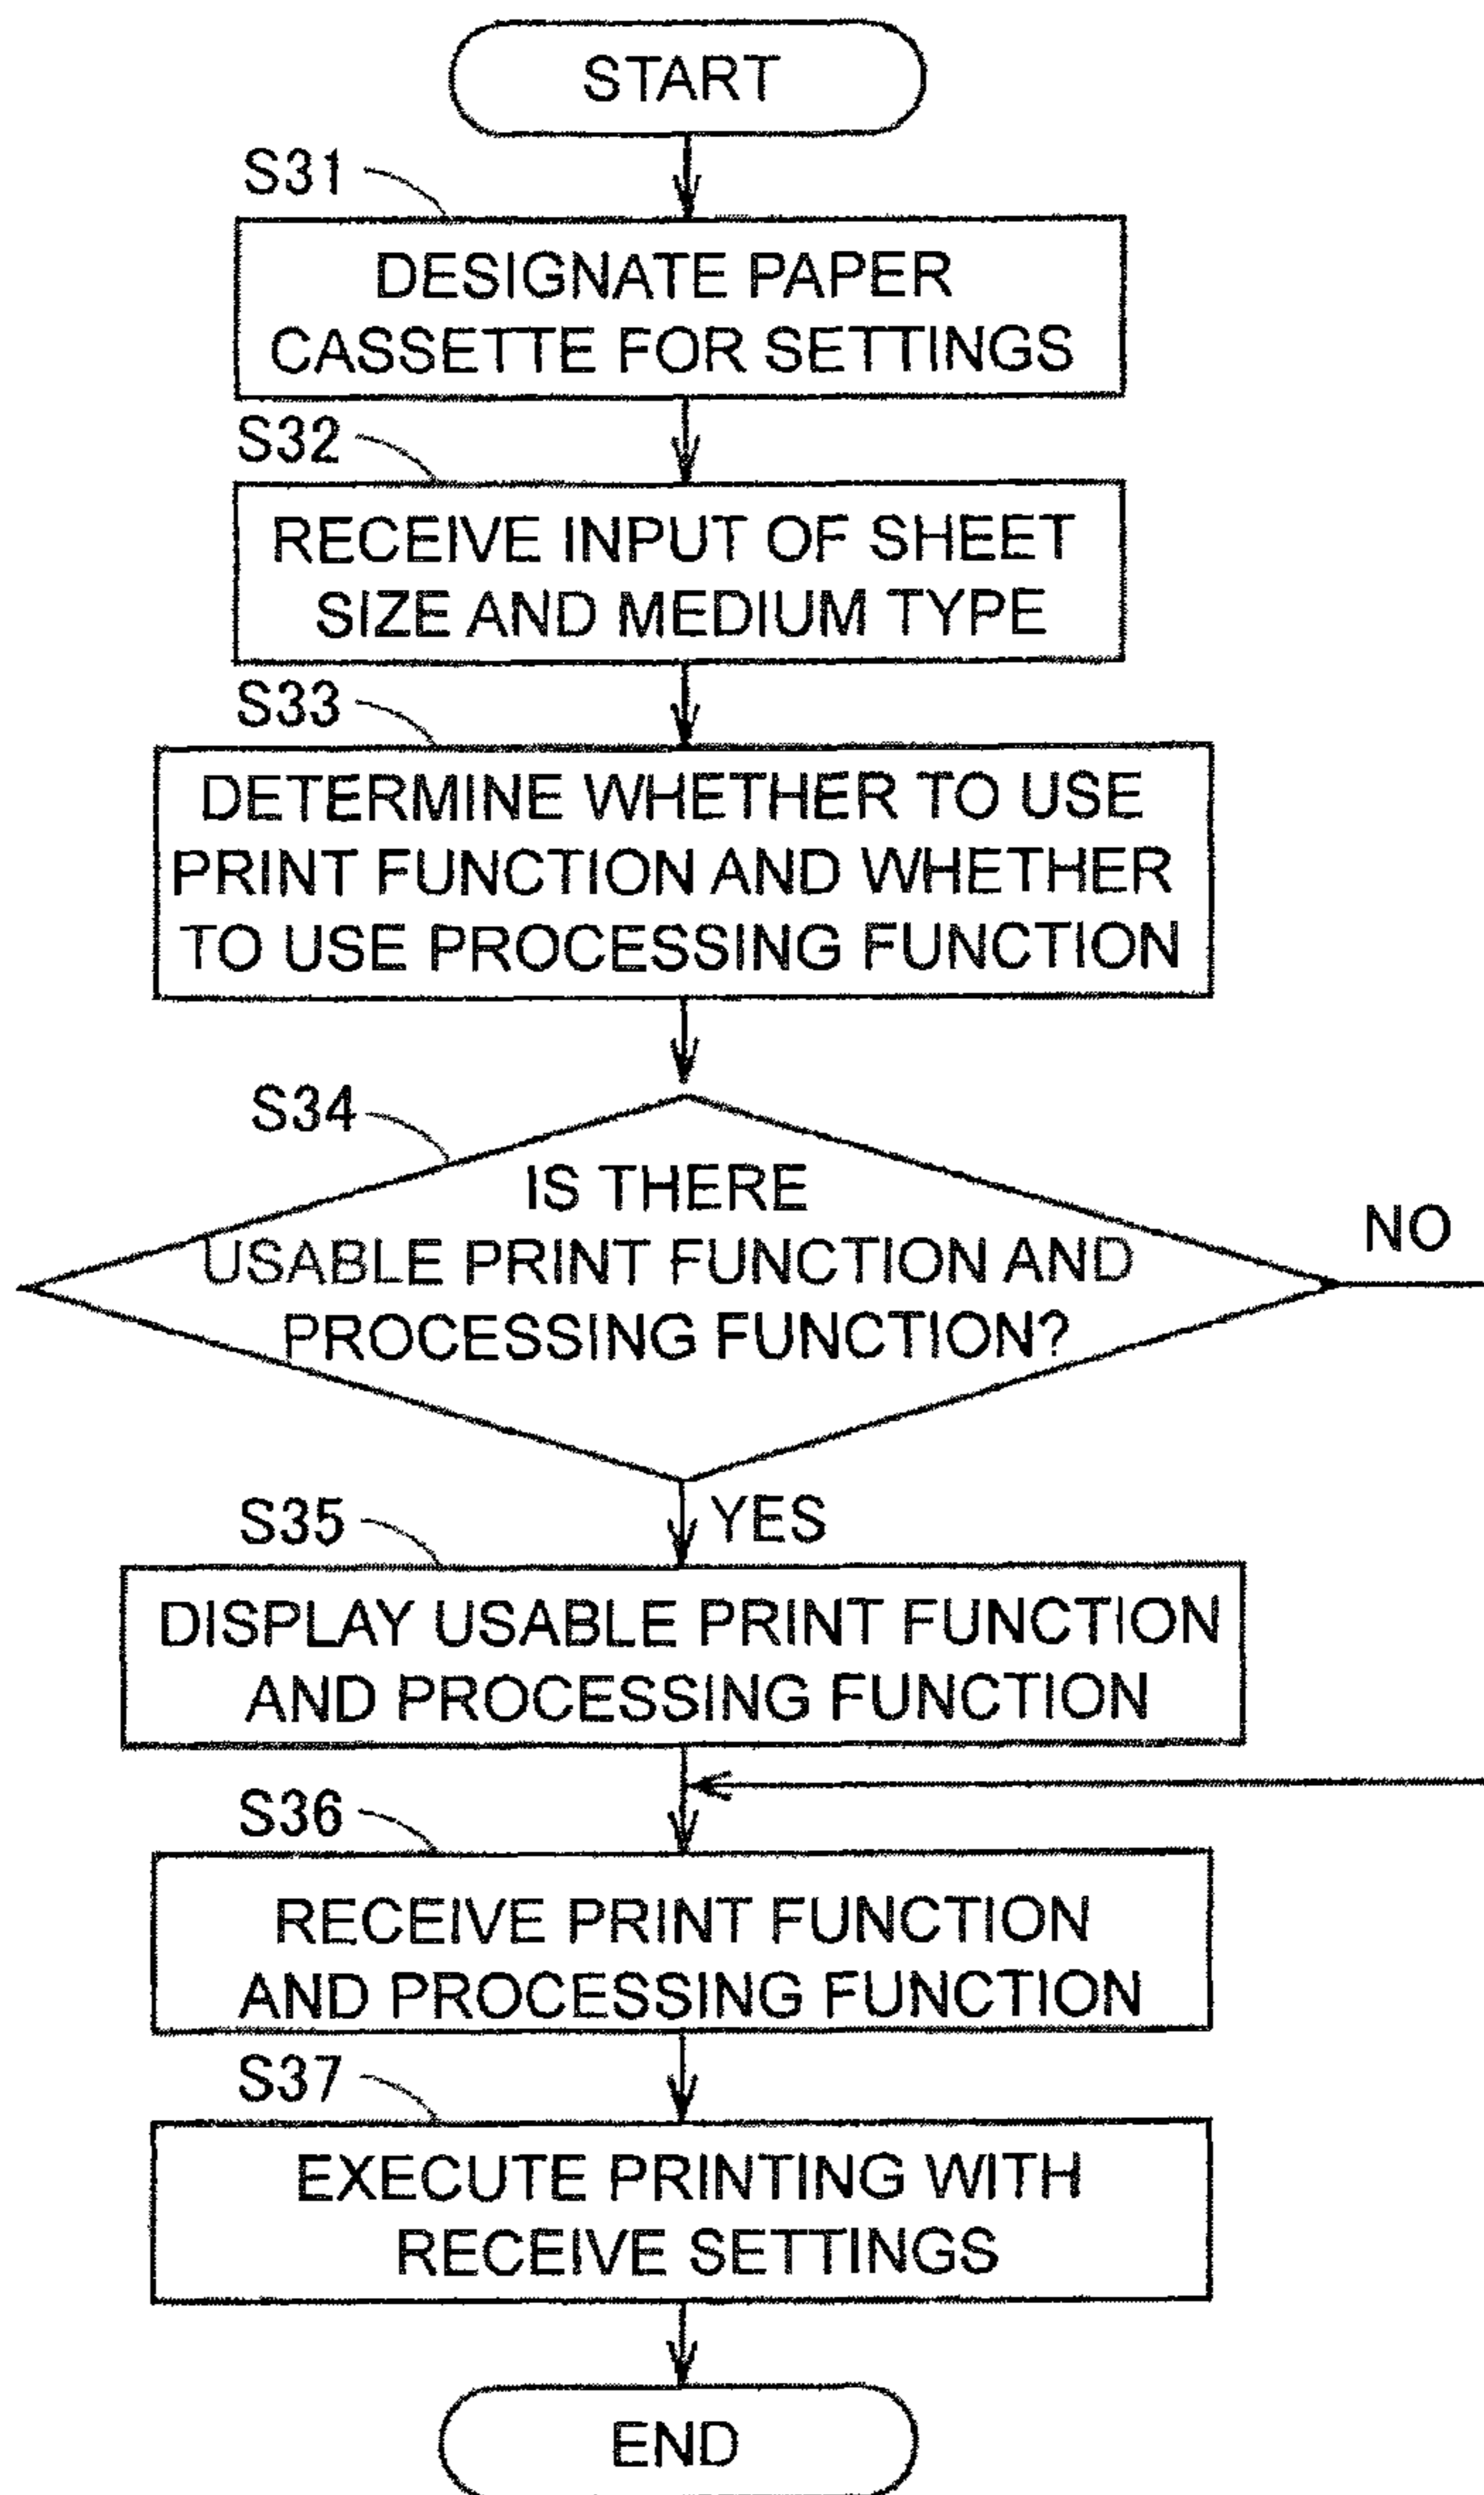 START
S31
DESIGNATE PAPER
CASSETTE FOR SETTINGS
S32
RECEIVE INPUT OF SHEET
SIZE AND MEDIUM TYPE
S33
DETERMINE WHETHER TO USE
PRINT FUNCTION AND WHETHER
TO USE PROCESSING FUNCTION
S34
IS THERE
USABLE PRINT FUNCTION AND
PROCESSING FUNCTION?
NO
YES
S35
DISPLAY USABLE PRINT FUNCTION
AND PROCESSING FUNCTION
S36
RECEIVE PRINT FUNCTION
AND PROCESSING FUNCTION
S37
EXECUTE PRINTING WITH
RECEIVE SETTINGS
END